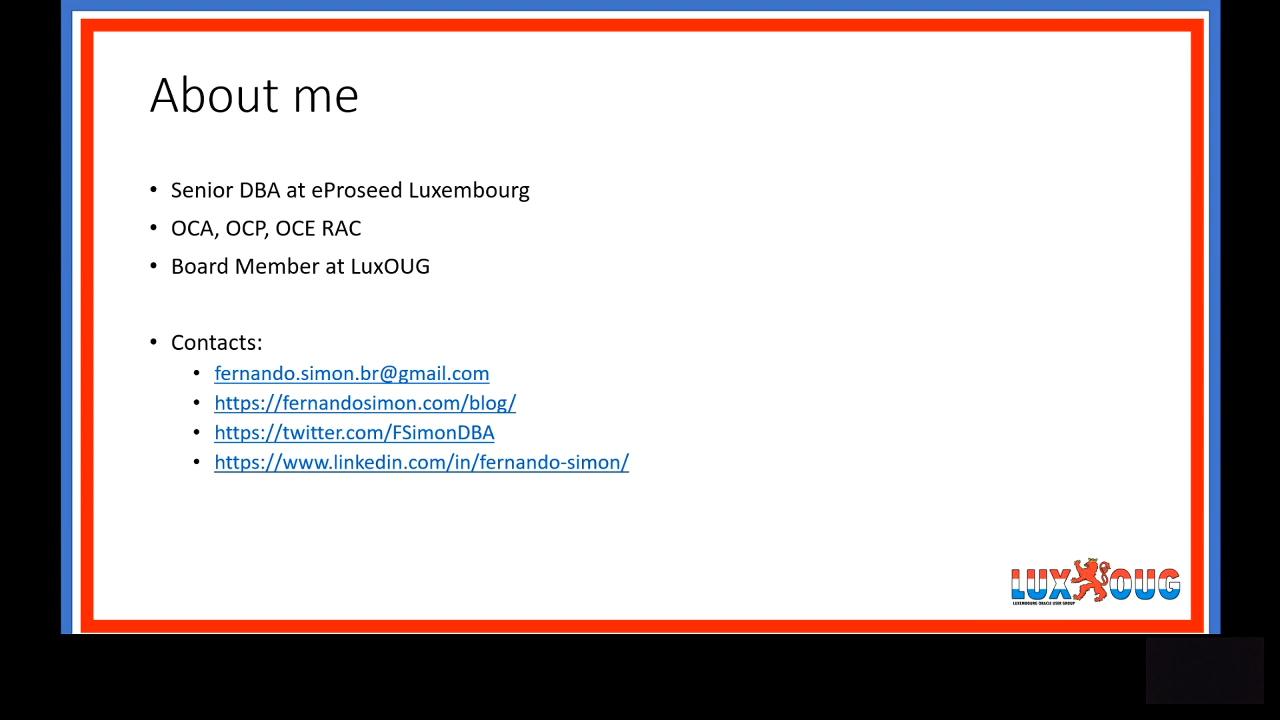 About me
• Senior DBA at eProseed Luxembourg
• OCA, OCP, OCE RAC
• Board Member at LuxOUG
• Contacts:
• fernando.simon.br@gmail.com
• https://fernandosimon.com/blog/
• https://twitter.com/FSimonDBA
• https://www.linkedin.com/in/fernando-simon/
LUX OUG
LUXEMBOURG ORACLE USER GROUP